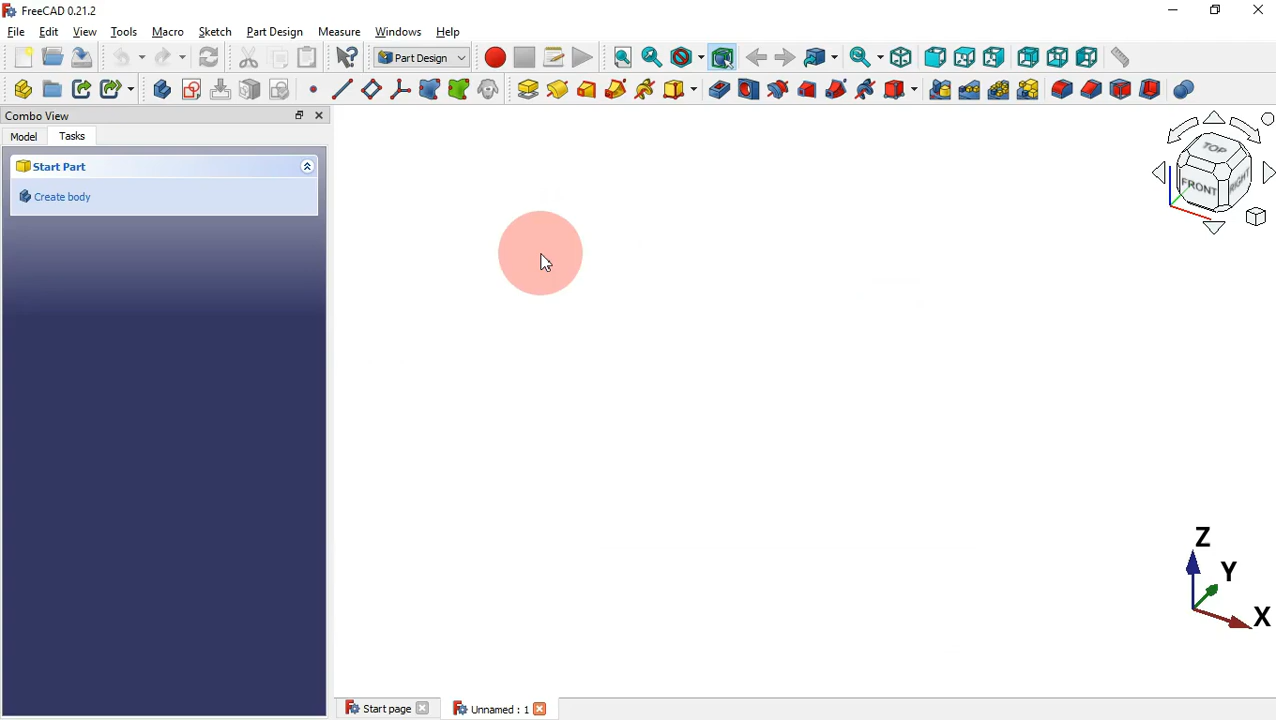 FreeCAD 0.21.2
File Edit View Tools Macro Sketch Part Design Measure Windows Help
Part Design
Combo View
Model Tasks
Start Part
Create body
TOP
FRONT RIGHT
Z
Y
X
Start page Unnamed : 1